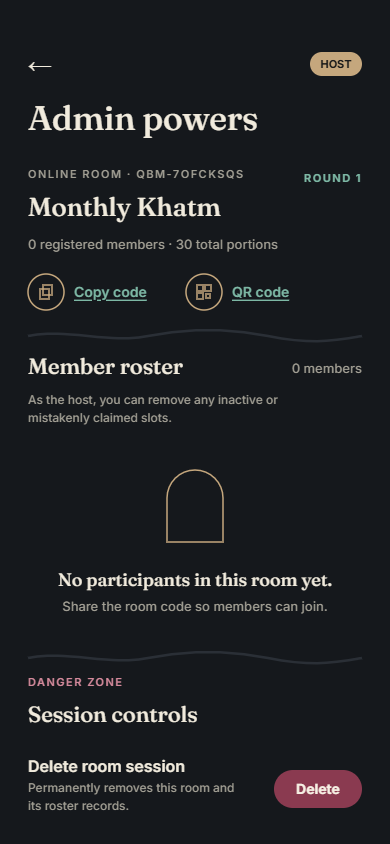 ←
HOST
Admin powers
ONLINE ROOM · QBM-7OFCKSQS
ROUND 1
Monthly Khatm
0 registered members · 30 total portions
Copy code
QR code
Member roster
0 members
As the host, you can remove any inactive or
mistakenly claimed slots.
No participants in this room yet.
Share the room code so members can join.
DANGER ZONE
Session controls
Delete room session
Permanently removes this room and
its roster records.
Delete